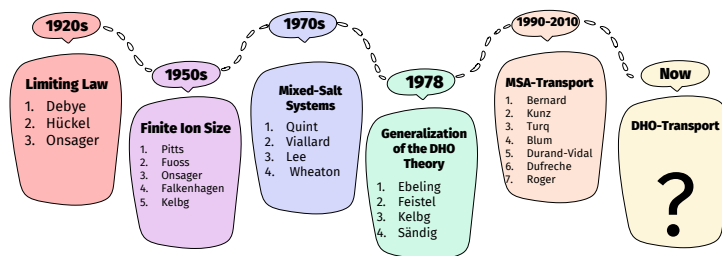 1920s
Limiting Law
1. Debye
2. Hückel
3. Onsager
1950s
Finite Ion Size
1. Pitts
2. Fuoss
3. Onsager
4. Falkenhagen
5. Kelbg
1970s
Mixed-Salt
Systems
1. Quint
2. Viallard
3. Lee
4. Wheaton
1978
Generalization
of the DHO
Theory
1. Ebeling
2. Feistel
3. Kelbg
4. Sändig
1990-2010
MSA-Transport
1. Bernard
2. Kunz
3. Turq
4. Blum
5. Durand-Vidal
6. Dufreche
7. Roger
Now
DHO-Transport
?